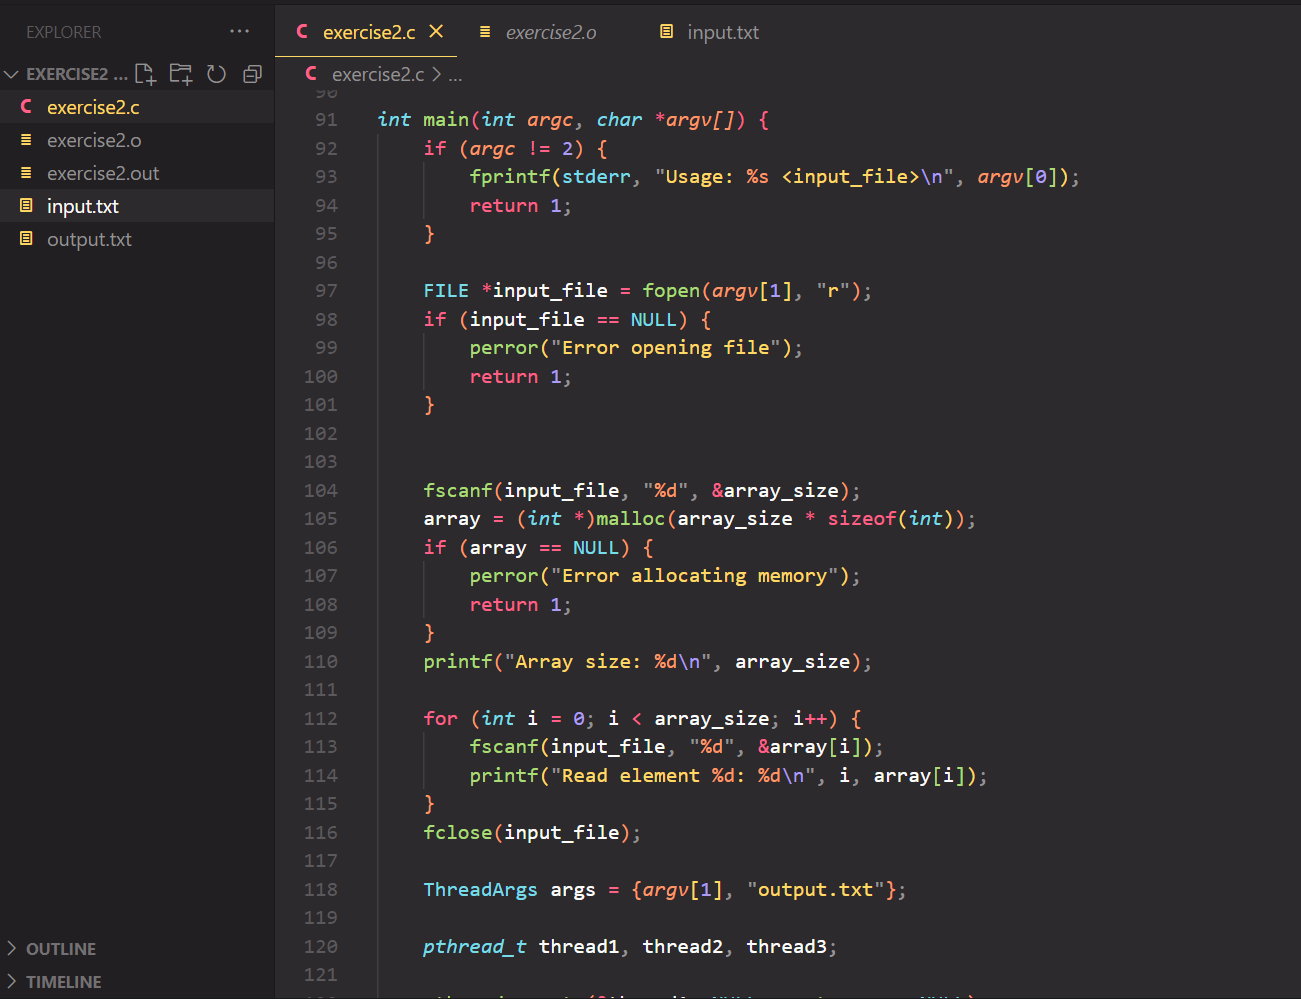 EXPLORER ...
EXERCISE2 ...
exercise2.c
exercise2.o
exercise2.out
input.txt
output.txt
OUTLINE
TIMELINE
C exercise2.c × exercise2.o input.txt
C exercise2.c > ...
90
91 int main(int argc, char *argv[]) {
92     if (argc != 2) {
93         fprintf(stderr, "Usage: %s <input_file>\n", argv[0]);
94         return 1;
95     }
96
97     FILE *input_file = fopen(argv[1], "r");
98     if (input_file == NULL) {
99         perror("Error opening file");
100         return 1;
101     }
102
103
104     fscanf(input_file, "%d", &array_size);
105     array = (int *)malloc(array_size * sizeof(int));
106     if (array == NULL) {
107         perror("Error allocating memory");
108         return 1;
109     }
110     printf("Array size: %d\n", array_size);
111
112     for (int i = 0; i < array_size; i++) {
113         fscanf(input_file, "%d", &array[i]);
114         printf("Read element %d: %d\n", i, array[i]);
115     }
116     fclose(input_file);
117
118     ThreadArgs args = {argv[1], "output.txt"};
119
120     pthread_t thread1, thread2, thread3;
121